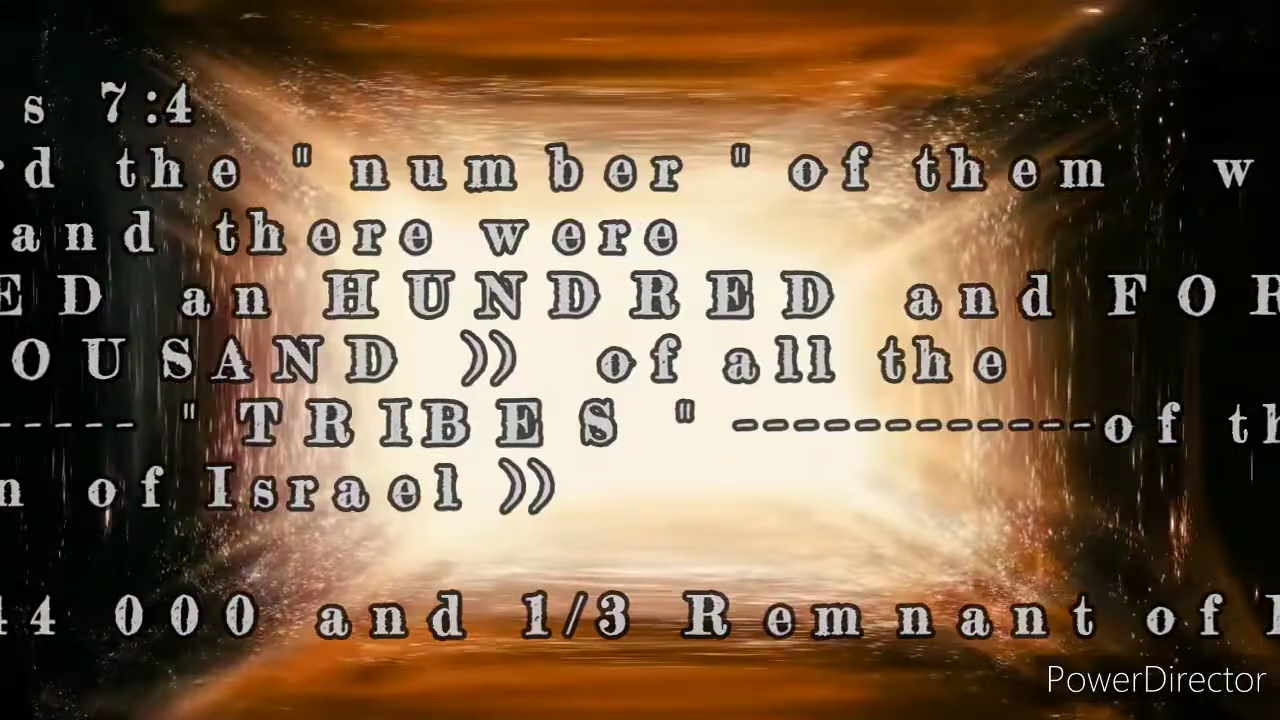 s 7:4
d the " number " of them w
and there were
ED an HUNDRED and FOR
OUSAND )) of all the
----- " TRIBES " ------------of th
n of Israel ))
44 000 and 1/3 Remnant of
PowerDirector